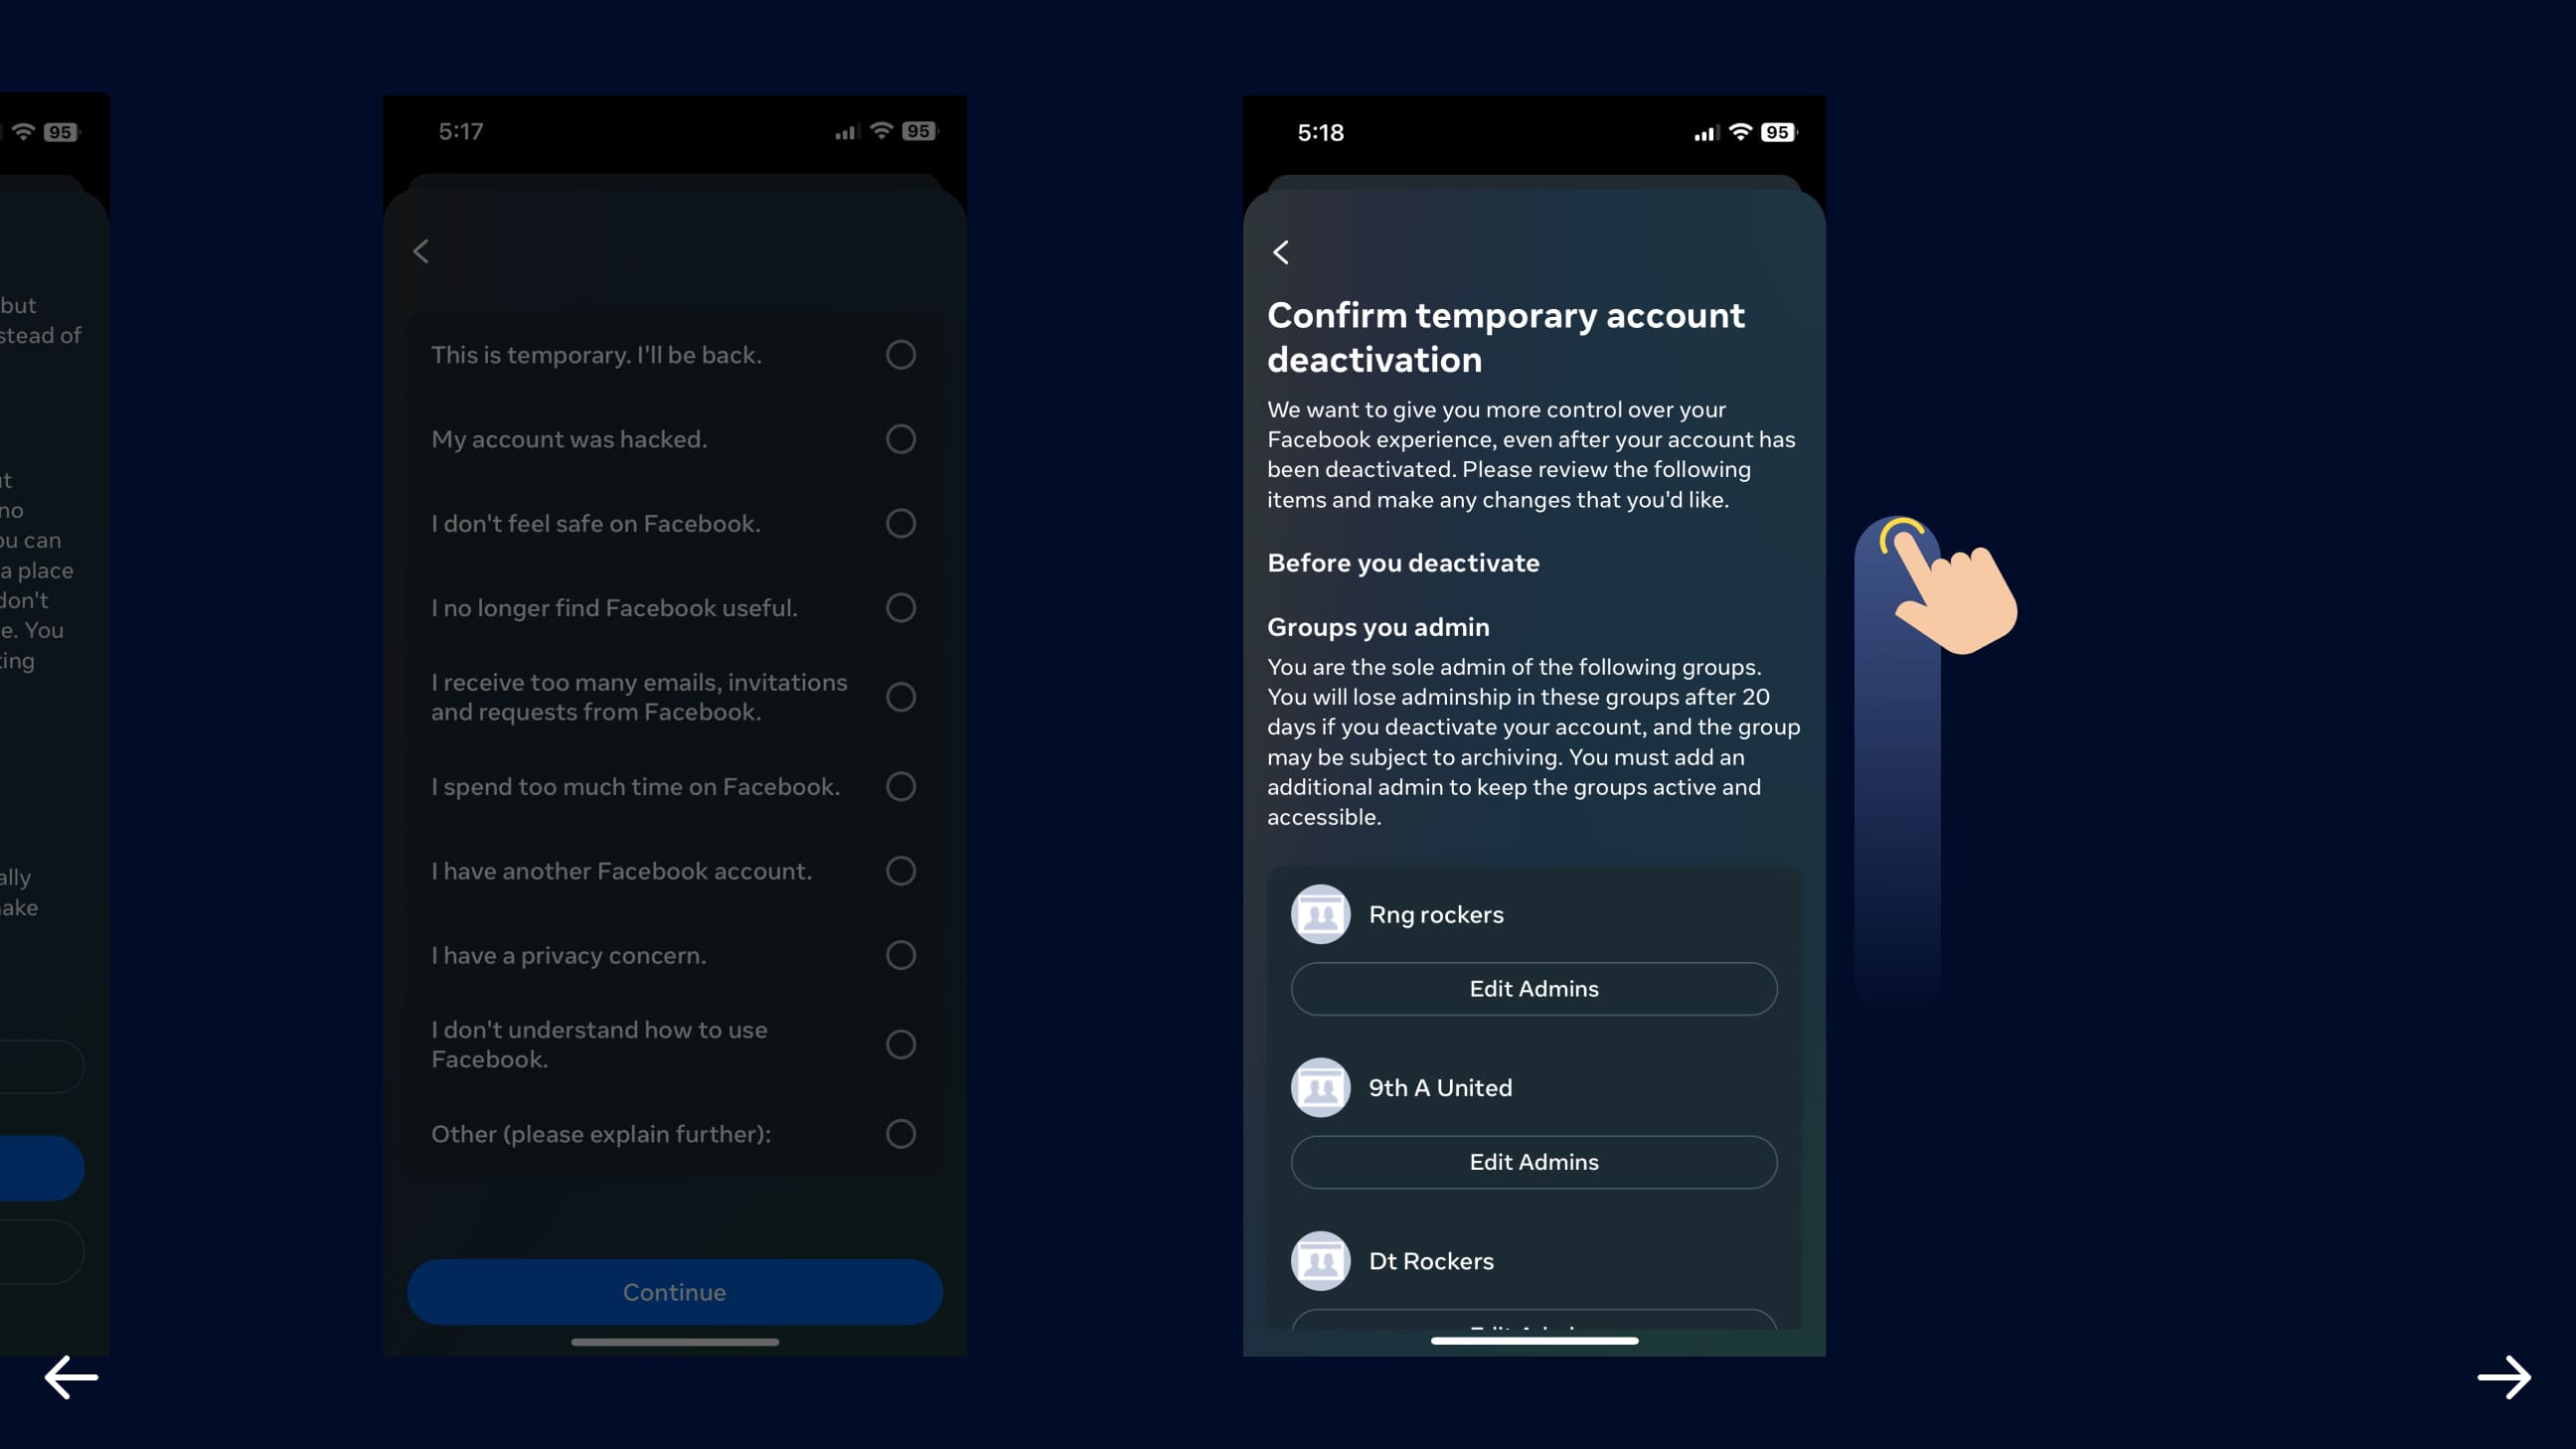 95
but
stead of
no
ou can
a place
don't
e. You
ting
ally
ake
5:17
95
This is temporary. I'll be back.
My account was hacked.
I don't feel safe on Facebook.
I no longer find Facebook useful.
I receive too many emails, invitations
and requests from Facebook.
I spend too much time on Facebook.
I have another Facebook account.
I have a privacy concern.
I don't understand how to use
Facebook.
Other (please explain further):
Continue
5:18
95
Confirm temporary account
deactivation
We want to give you more control over your
Facebook experience, even after your account has
been deactivated. Please review the following
items and make any changes that you'd like.
Before you deactivate
Groups you admin
You are the sole admin of the following groups.
You will lose adminship in these groups after 20
days if you deactivate your account, and the group
may be subject to archiving. You must add an
additional admin to keep the groups active and
accessible.
Rng rockers
Edit Admins
9th A United
Edit Admins
Dt Rockers